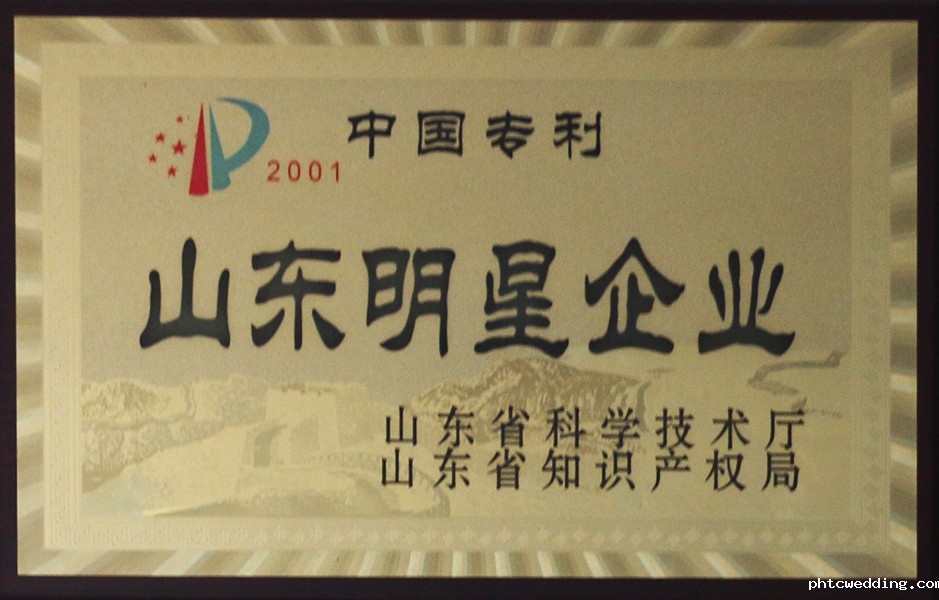 中国专利
2001
山东明星企业
山东省科学技术厅
山东省知识产权局
phtcwedding.com